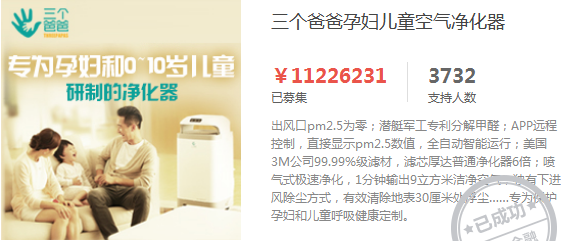 三个
爸爸
专为孕妇和0~10岁儿童
研制的净化器
三个爸爸孕妇儿童空气净化器
￥11226231
已募集
3732
支持人数
出风口pm2.5为零；潜艇军工专利分解甲醛；APP远程
控制，直接显示pm2.5数值，全自动智能运行；美国
3M公司99.99%级滤材，滤芯厚达普通净化器6倍；喷
气式极速净化，1分钟输出9立方米洁净空气；独有下进
风除尘方式，有效清除地表30厘米处浮尘……专为保护
孕妇和儿童呼吸健康定制。
已成功